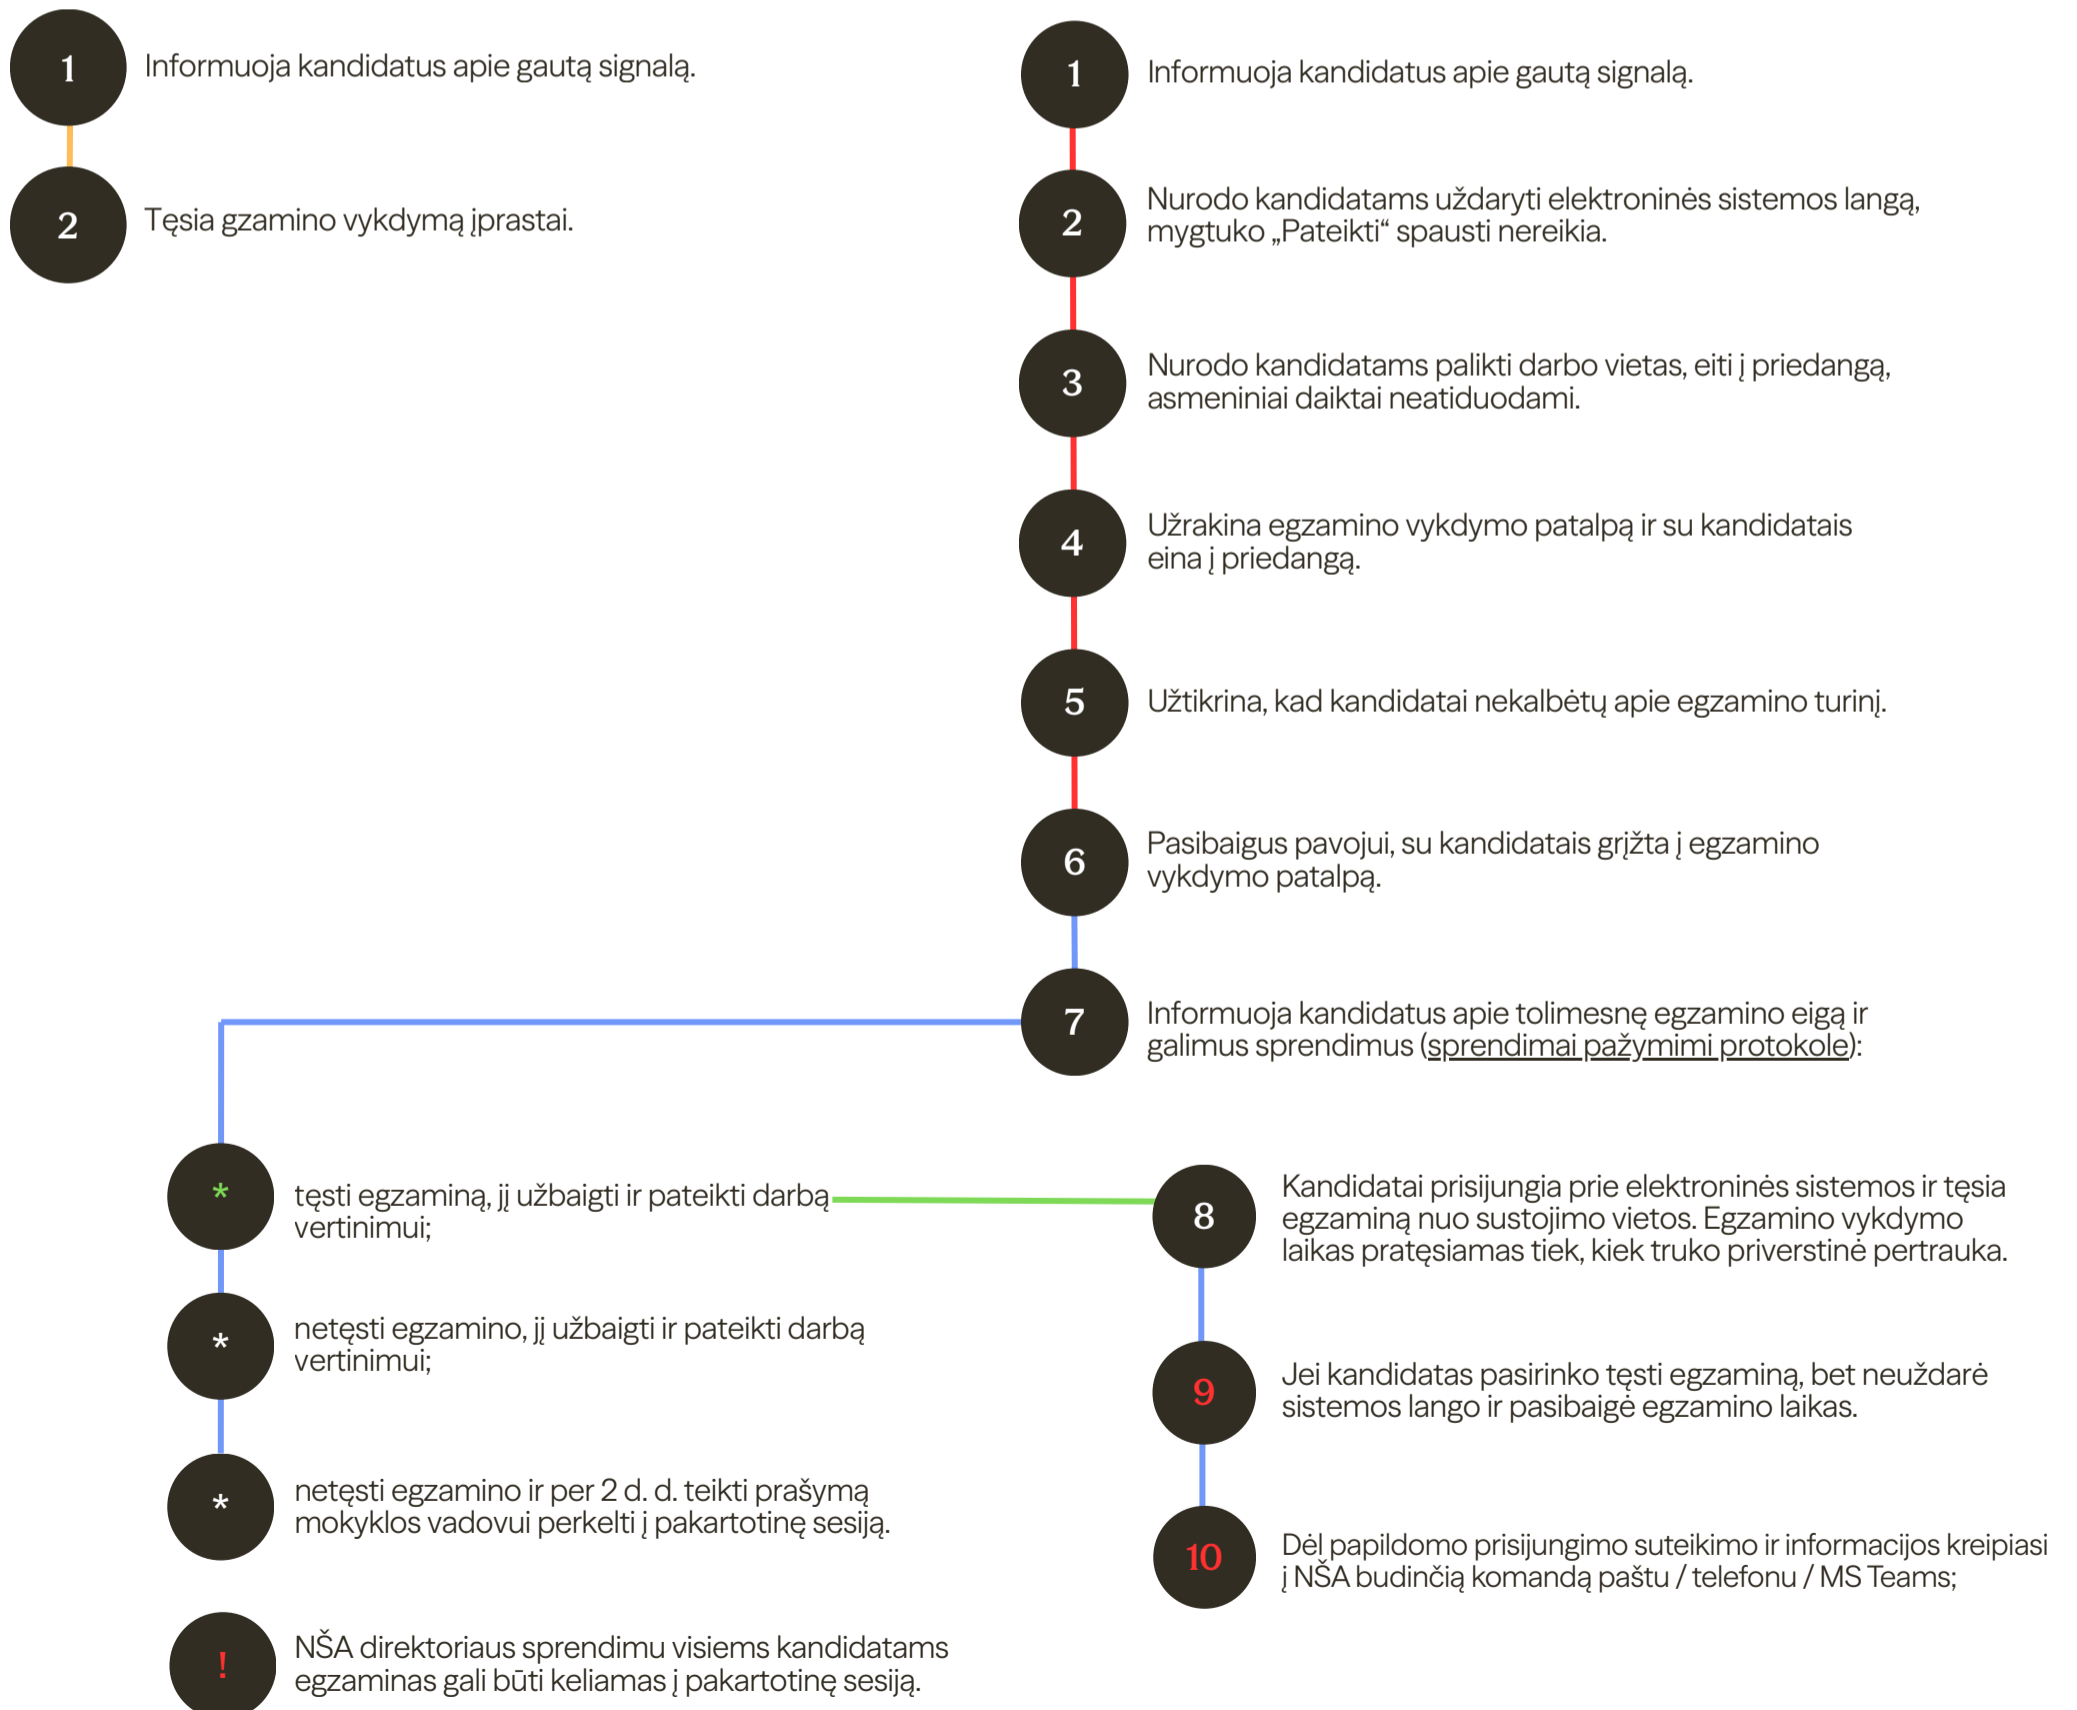 1
Informuoja kandidatus apie gautą signalą.
2
Tęsia gzamino vykdymą įprastai.
1
Informuoja kandidatus apie gautą signalą.
2
Nurodo kandidatams uždaryti elektroninės sistemos langą,
mygtuko „Pateikti“ spausti nereikia.
3
Nurodo kandidatams palikti darbo vietas, eiti į priedangą,
asmeniniai daiktai neatiduodami.
4
Užrakina egzamino vykdymo patalpą ir su kandidatais
eina į priedangą.
5
Užtikrina, kad kandidatai nekalbėtų apie egzamino turinį.
6
Pasibaigus pavojui, su kandidatais grįžta į egzamino
vykdymo patalpą.
7
Informuoja kandidatus apie tolimesnę egzamino eigą ir
galimus sprendimus (sprendimai pažymimi protokole):
*
tęsti egzaminą, jį užbaigti ir pateikti darbą
vertinimui;
*
netęsti egzamino, jį užbaigti ir pateikti darbą
vertinimui;
*
netęsti egzamino ir per 2 d. d. teikti prašymą
mokyklos vadovui perkelti į pakartotinę sesiją.
!
NŠA direktoriaus sprendimu visiems kandidatams
egzaminas gali būti keliamas į pakartotinę sesiją.
8
Kandidatai prisijungia prie elektroninės sistemos ir tęsia
egzaminą nuo sustojimo vietos. Egzamino vykdymo
laikas pratęsiamas tiek, kiek truko priverstinė pertrauka.
9
Jei kandidatas pasirinko tęsti egzaminą, bet neuždarė
sistemos lango ir pasibaigė egzamino laikas.
10
Dėl papildomo prisijungimo suteikimo ir informacijos kreipiasi
į NŠA budinčią komandą paštu / telefonu / MS Teams;